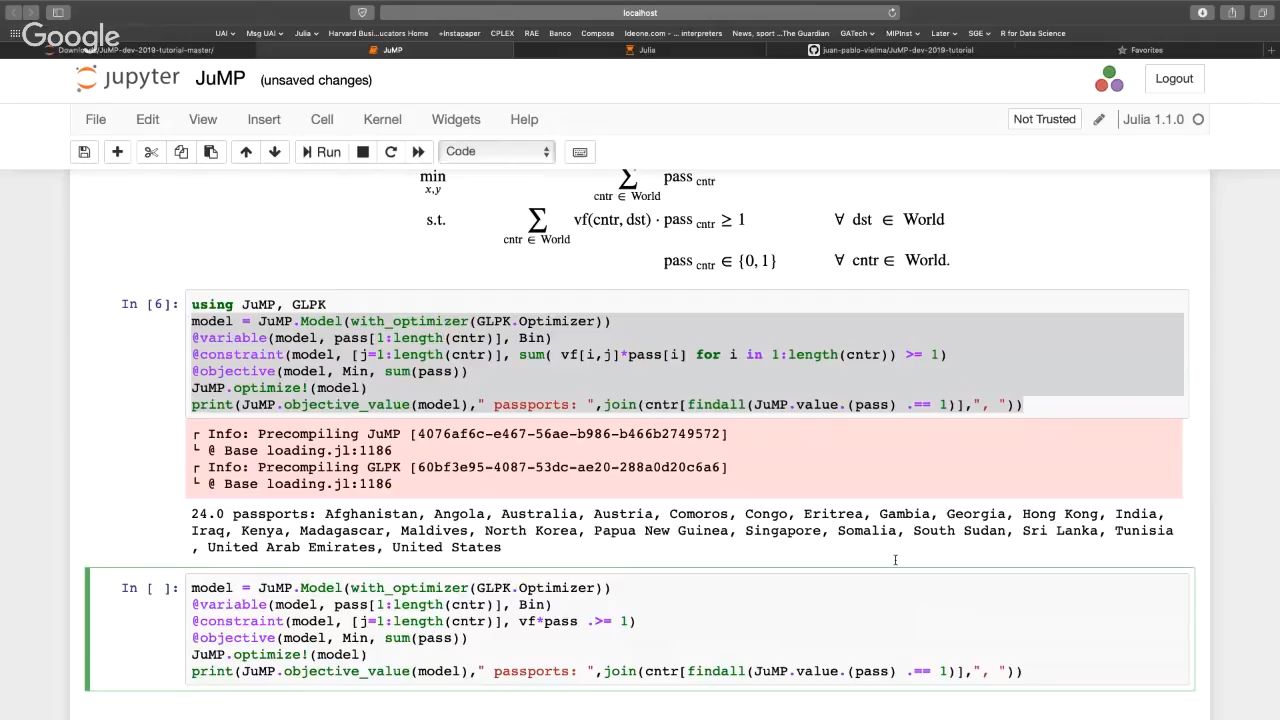 localhost
Google
UAI
Msg UAI
Julia
Harvard Busi...ucators Home
+Instapaper
CPLEX
RAE
Banco
Compose
Ideone.com – ... interpreters
News, sport ...The Guardian
GATech
MIPInst
Later
SGE
R for Data Science
Downloads/JuMP-dev-2019-tutorial-master/
JuMP
Julia
juan-pablo-vielma/JuMP-dev-2019-tutorial
Favorites
jupyter JuMP (unsaved changes)
Logout
File Edit View Insert Cell Kernel Widgets Help
Not Trusted
Julia 1.1.0
Run
Code
min x,y ∑ cntr ∈ World pass cntr
s.t. ∑ cntr ∈ World vf(cntr, dst) · pass cntr ≥ 1 ∀ dst ∈ World
pass cntr ∈ {0, 1} ∀ cntr ∈ World.
In [6]: using JuMP, GLPK
model = JuMP.Model(with_optimizer(GLPK.Optimizer))
@variable(model, pass[1:length(cntr)], Bin)
@constraint(model, [j=1:length(cntr)], sum( vf[i,j]*pass[i] for i in 1:length(cntr)) >= 1)
@objective(model, Min, sum(pass))
JuMP.optimize!(model)
print(JuMP.objective_value(model)," passports: ",join(cntr[findall(JuMP.value.(pass) .== 1)],", "))
┌ Info: Precompiling JuMP [4076af6c-e467-56ae-b986-b466b2749572]
└ @ Base loading.jl:1186
┌ Info: Precompiling GLPK [60bf3e95-4087-53dc-ae20-288a0d20c6a6]
└ @ Base loading.jl:1186
24.0 passports: Afghanistan, Angola, Australia, Austria, Comoros, Congo, Eritrea, Gambia, Georgia, Hong Kong, India,
Iraq, Kenya, Madagascar, Maldives, North Korea, Papua New Guinea, Singapore, Somalia, South Sudan, Sri Lanka, Tunisia
, United Arab Emirates, United States
In [ ]: model = JuMP.Model(with_optimizer(GLPK.Optimizer))
@variable(model, pass[1:length(cntr)], Bin)
@constraint(model, [j=1:length(cntr)], vf*pass .>= 1)
@objective(model, Min, sum(pass))
JuMP.optimize!(model)
print(JuMP.objective_value(model)," passports: ",join(cntr[findall(JuMP.value.(pass) .== 1)],", "))